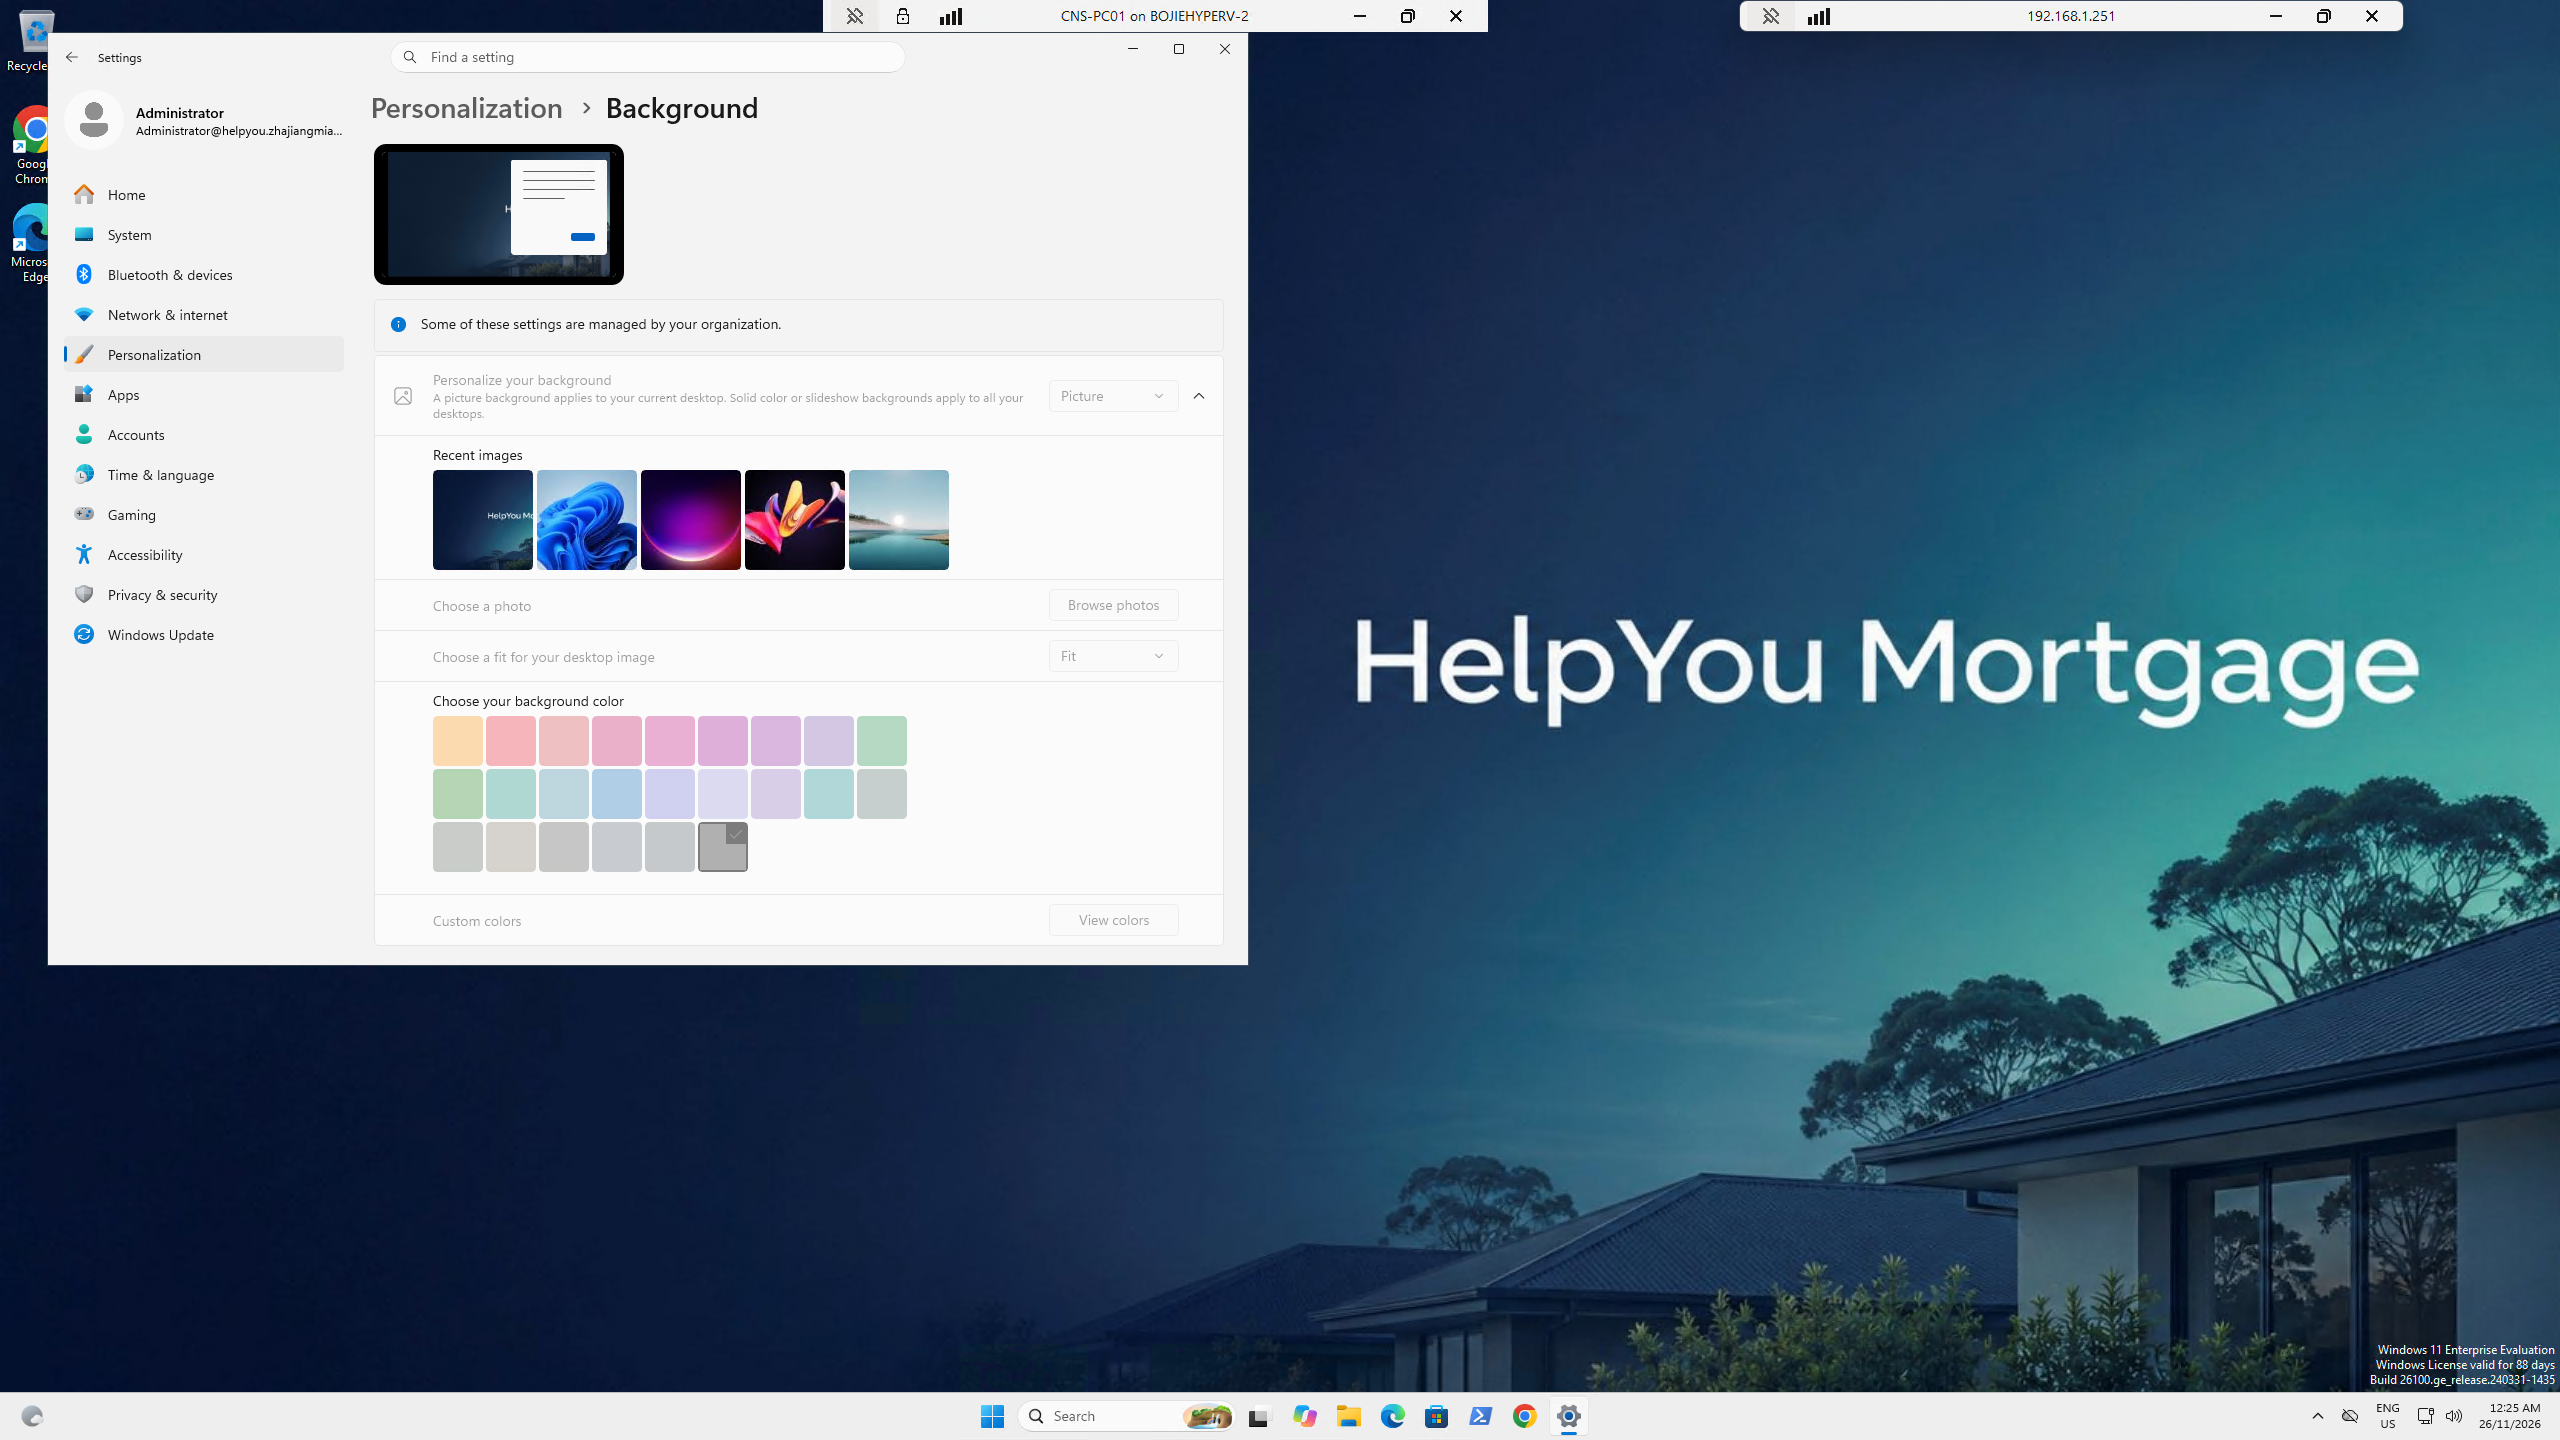 CNS-PC01 on BOJIEHYPERV-2
192.168.1.251
Recycle
Google
Chrom
Micros
Edge
Settings
Find a setting
Administrator
Administrator@helpyou.zhajiangmia...
Home
System
Bluetooth & devices
Network & internet
Personalization
Apps
Accounts
Time & language
Gaming
Accessibility
Privacy & security
Windows Update
Personalization > Background
Some of these settings are managed by your organization.
Personalize your background
A picture background applies to your current desktop. Solid color or slideshow backgrounds apply to all your
desktops.
Picture
Recent images
HelpYou Mo
Choose a photo
Browse photos
Choose a fit for your desktop image
Fit
Choose your background color
Custom colors
View colors
HelpYou Mortgage
Windows 11 Enterprise Evaluation
Windows License valid for 88 days
Build 26100.ge_release.240331-1435
Search
ENG
US
12:25 AM
26/11/2026